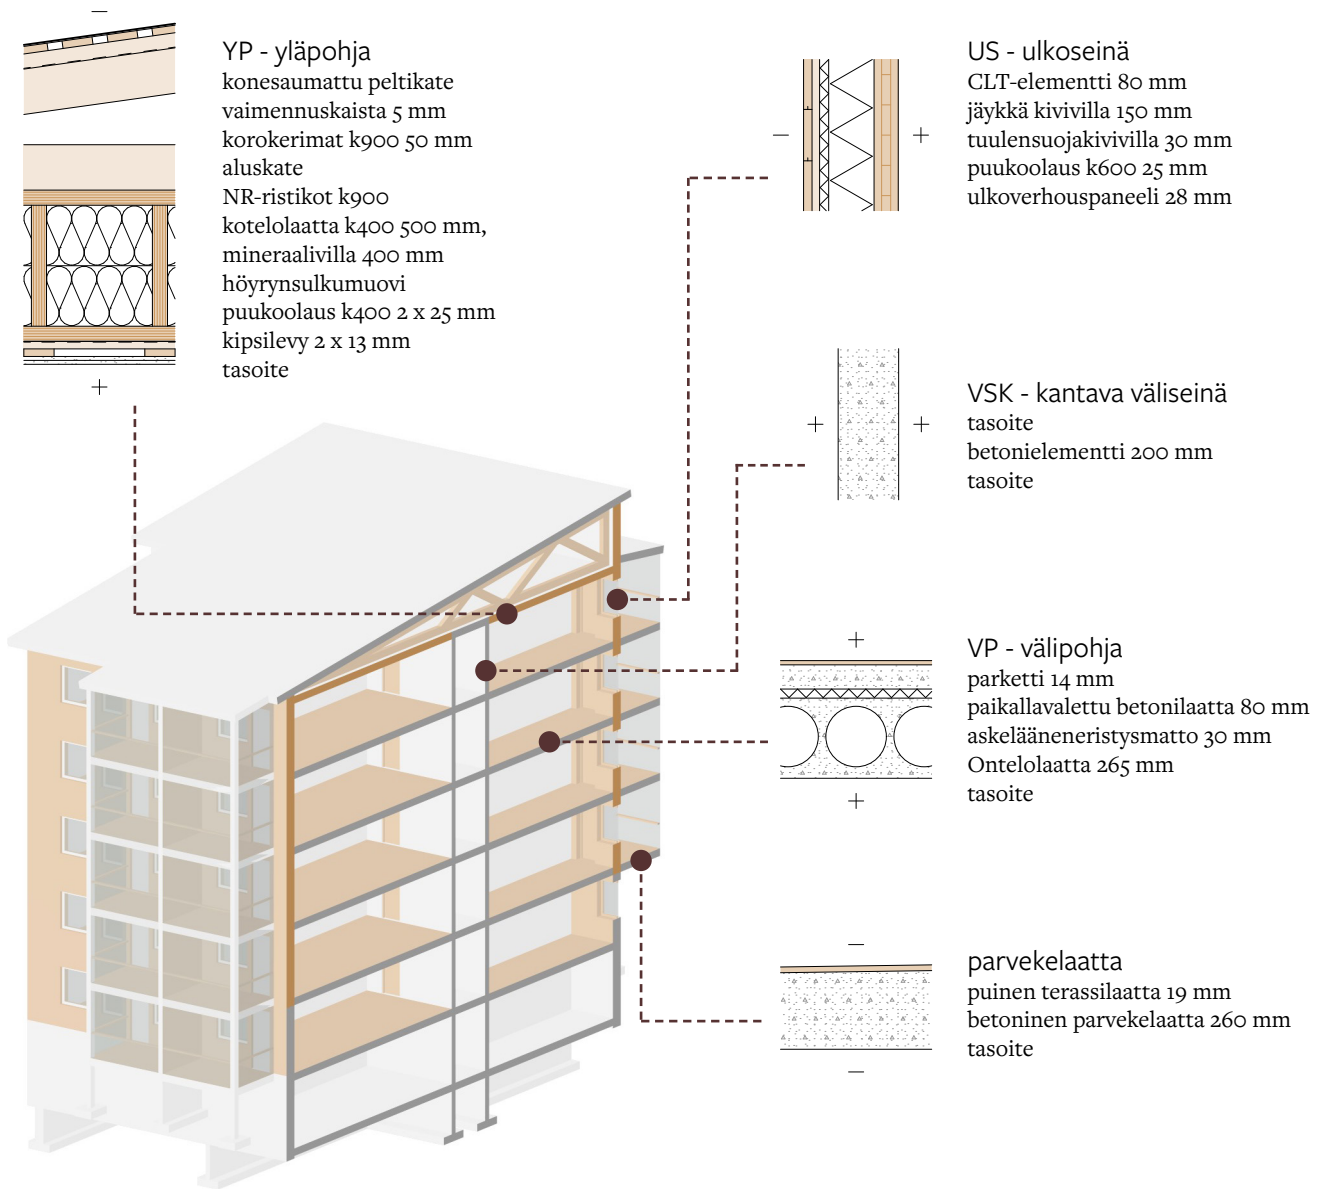 YP - yläpohja
konesaumattu peltikate
vaimennuskaista 5 mm
korokerimat k900 50 mm
aluskate
NR-ristikot k900
kotelolaatta k400 500 mm,
mineraalivilla 400 mm
höyrynsulkumuovi
puukoolaus k400 2 x 25 mm
kipsilevy 2 x 13 mm
tasoite
US - ulkoseinä
CLT-elementti 80 mm
jäykkä kivivilla 150 mm
tuulensuojakivivilla 30 mm
puukoolaus k600 25 mm
ulkoverhouspaneeli 28 mm
VSK - kantava väliseinä
tasoite
betonielementti 200 mm
tasoite
VP - välipohja
parketti 14 mm
paikallavalettu betonilaatta 80 mm
askelääneneristysmatto 30 mm
Ontelolaatta 265 mm
tasoite
parvekelaatta
puinen terassilaatta 19 mm
betoninen parvekelaatta 260 mm
tasoite